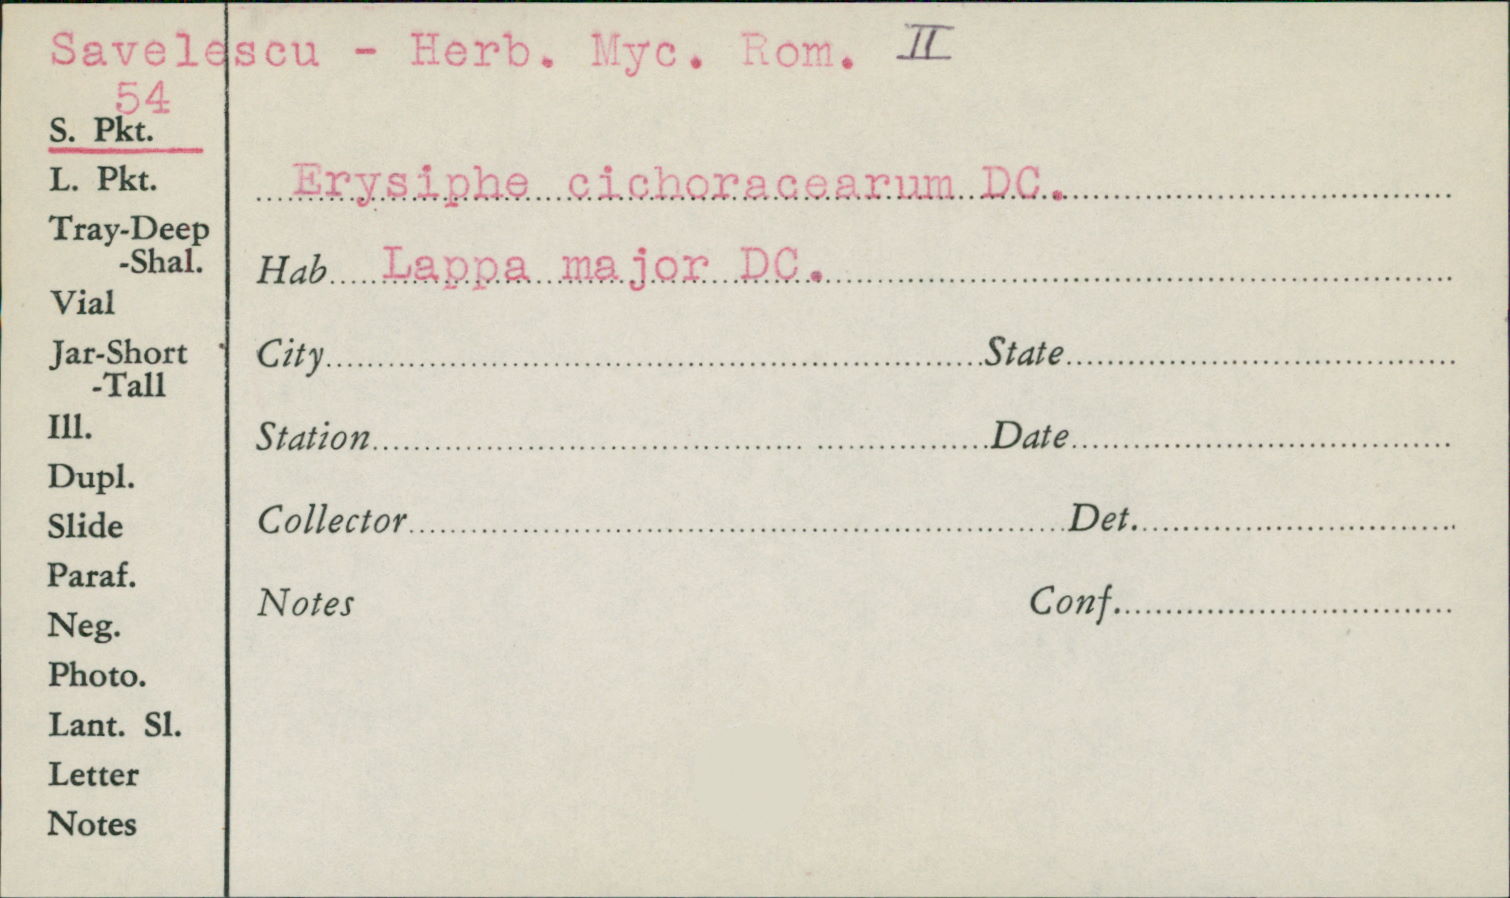 Savelescu - Herb. Myc. Rom. II
54
S. Pkt.
L. Pkt.
Tray-Deep
-Shal.
Vial
Jar-Short
-Tall
Ill.
Dupl.
Slide
Paraf.
Neg.
Photo.
Lant. Sl.
Letter
Notes
Erysiphe cichoracearum DC.
Hab. Lappa major DC.
City State
Station Date
Collector Det.
Notes Conf.